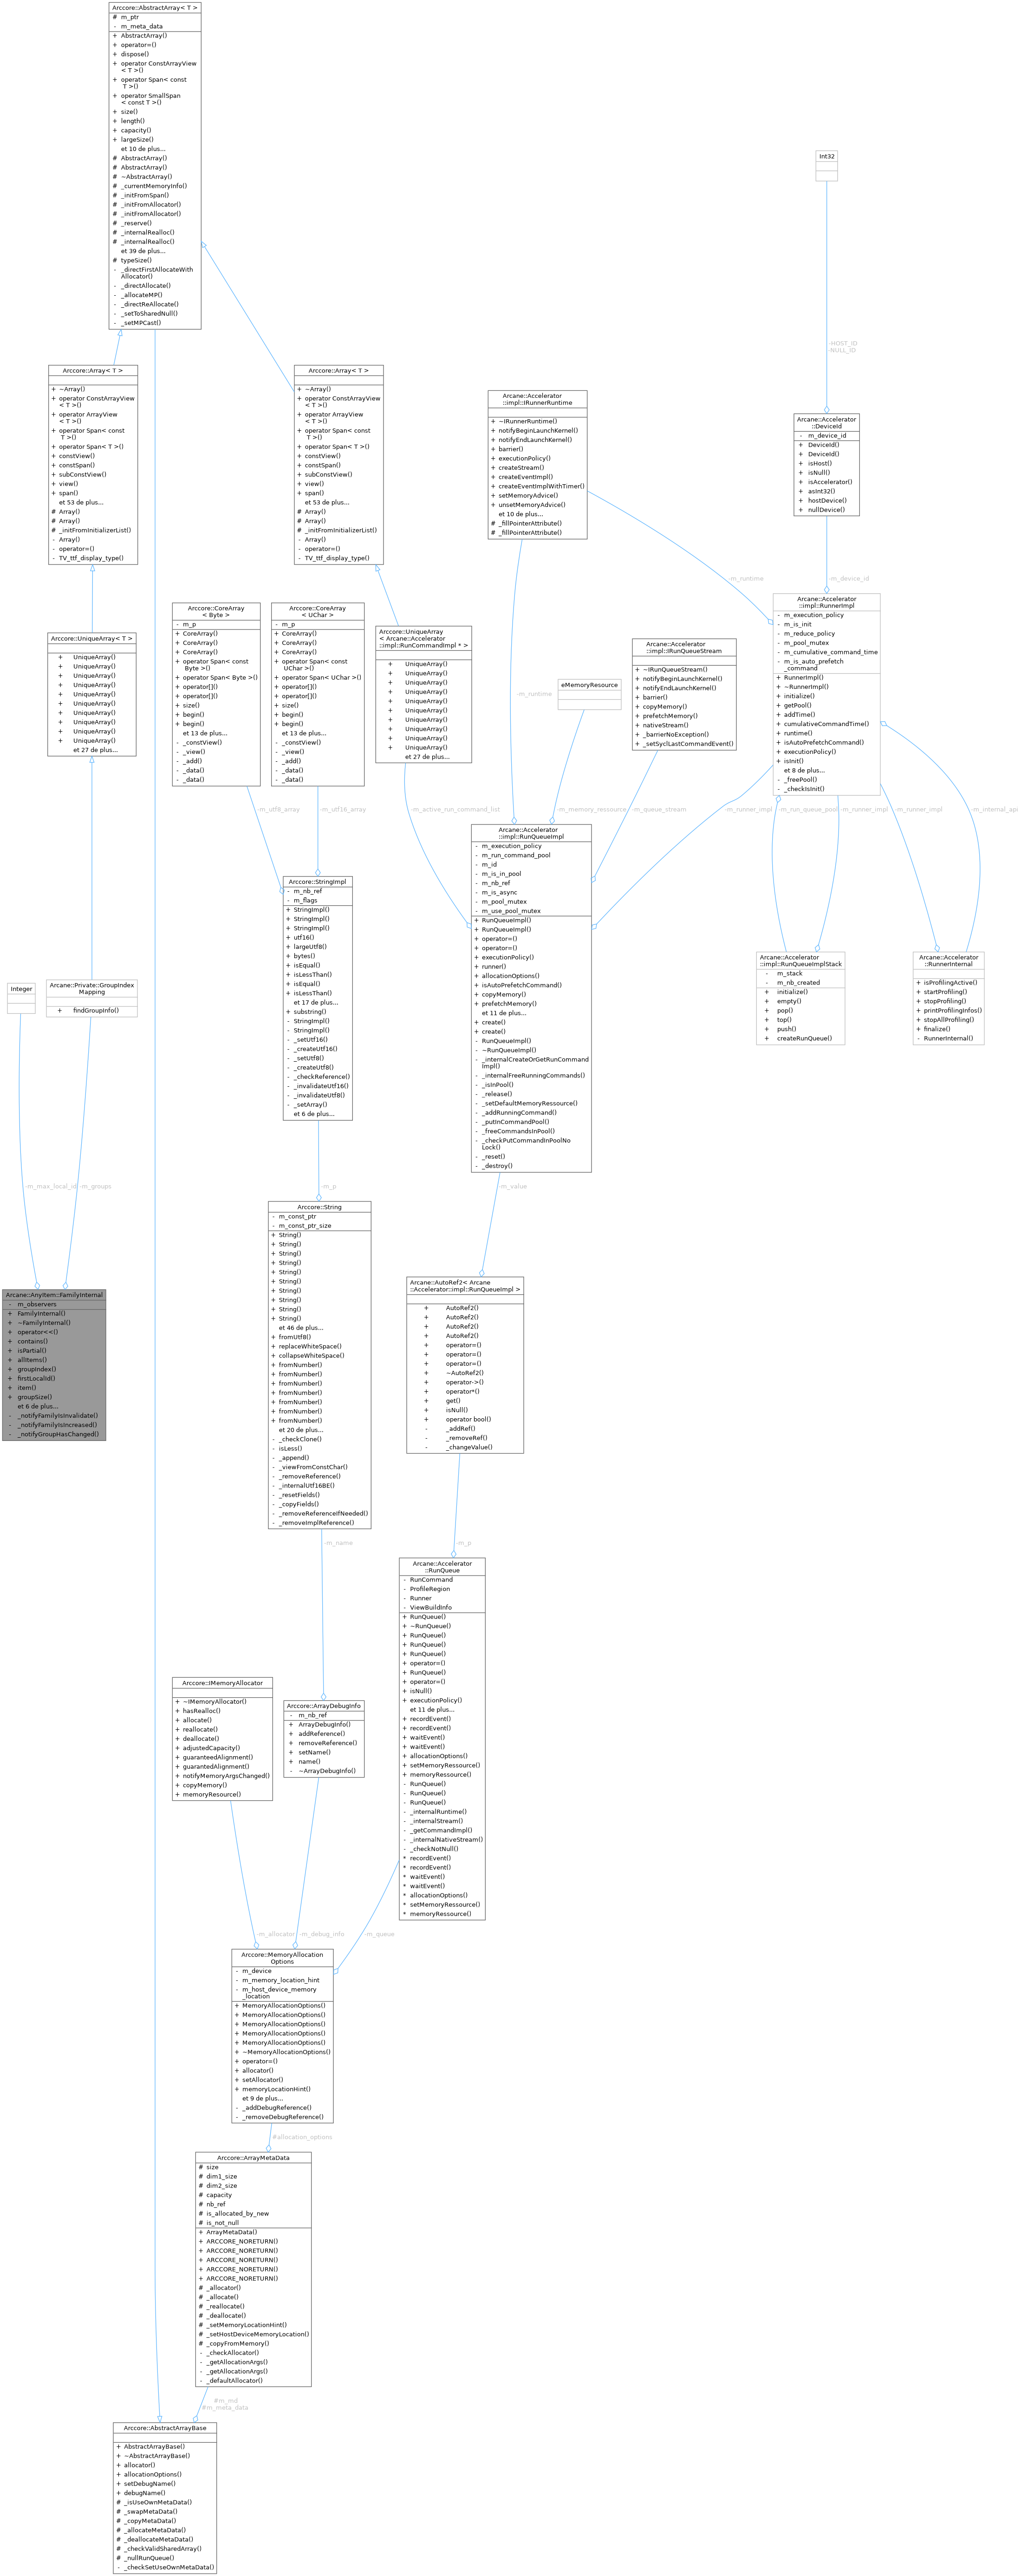 Arccore::AbstractArray< T >
# m_ptr
- m_meta_data
+ AbstractArray()
+ operator=()
+ dispose()
+ operator ConstArrayView
< T >()
+ operator Span< const
T >()
+ operator SmallSpan
< const T >()
+ size()
+ length()
+ capacity()
+ largeSize()
et 10 de plus...
# AbstractArray()
# AbstractArray()
# ~AbstractArray()
# _currentMemoryInfo()
# _initFromSpan()
# _initFromAllocator()
# _initFromAllocator()
# _reserve()
# _internalRealloc()
# _internalRealloc()
et 39 de plus...
# typeSize()
- _directFirstAllocateWith
Allocator()
- _directAllocate()
- _allocateMP()
- _directReAllocate()
- _setToSharedNull()
- _setMPCast()
Int32
+HOST_ID
-NULL_ID
Arccore::Array< T >
+ ~Array()
+ operator ConstArrayView
< T >()
+ operator ArrayView
< T >()
+ operator Span< const
T >()
+ operator Span< T >()
+ constView()
+ constSpan()
+ subConstView()
+ view()
+ span()
et 53 de plus...
# Array()
# Array()
# _initFromInitializerList()
- Array()
- operator=()
- TV_ttf_display_type()
Arccore::Array< T >
+ ~Array()
+ operator ConstArrayView
< T >()
+ operator ArrayView
< T >()
+ operator Span< const
T >()
+ operator Span< T >()
+ constView()
+ constSpan()
+ subConstView()
+ view()
+ span()
et 53 de plus...
# Array()
# Array()
# _initFromInitializerList()
- Array()
- operator=()
- TV_ttf_display_type()
Arcane::Accelerator
::impl::IRunnerRuntime
+ ~IRunnerRuntime()
+ notifyBeginLaunchKernel()
+ notifyEndLaunchKernel()
+ barrier()
+ executionPolicy()
+ createStream()
+ createEventImpl()
+ createEventImplWithTimer()
+ setMemoryAdvice()
+ unsetMemoryAdvice()
et 10 de plus...
# _fillPointerAttribute()
# _fillPointerAttribute()
Arcane::Accelerator
::DeviceId
- m_device_id
+ DeviceId()
+ DeviceId()
+ isHost()
+ isNull()
+ isAccelerator()
+ asInt32()
+ hostDevice()
+ nullDevice()
-m_runtime
-m_device_id
Arccore::UniqueArray< T >
+ UniqueArray()
+ UniqueArray()
+ UniqueArray()
+ UniqueArray()
+ UniqueArray()
+ UniqueArray()
+ UniqueArray()
+ UniqueArray()
+ UniqueArray()
+ UniqueArray()
et 27 de plus...
Arccore::CoreArray
< Byte >
- m_p
+ CoreArray()
+ CoreArray()
+ CoreArray()
+ operator Span< const
Byte >()
+ operator Span< Byte >()
+ operator[]()
+ operator[]()
+ size()
+ begin()
+ begin()
et 13 de plus...
- _constView()
- _view()
- _add()
- _data()
- _data()
Arccore::CoreArray
< UChar >
- m_p
+ CoreArray()
+ CoreArray()
+ CoreArray()
+ operator Span< const
UChar >()
+ operator Span< UChar >()
+ operator[]()
+ operator[]()
+ size()
+ begin()
+ begin()
et 13 de plus...
- _constView()
- _view()
- _add()
- _data()
- _data()
Arccore::UniqueArray
< Arcane::Accelerator
::impl::RunCommandImpl * >
+ UniqueArray()
+ UniqueArray()
+ UniqueArray()
+ UniqueArray()
+ UniqueArray()
+ UniqueArray()
+ UniqueArray()
+ UniqueArray()
+ UniqueArray()
+ UniqueArray()
et 27 de plus...
-m_runtime
eMemoryResource
Arcane::Accelerator
::impl::IRunQueueStream
+ ~IRunQueueStream()
+ notifyBeginLaunchKernel()
+ notifyEndLaunchKernel()
+ barrier()
+ copyMemory()
+ prefetchMemory()
+ nativeStream()
+ _barrierNoException()
+ _setSyclLastCommandEvent()
Arcane::Accelerator
::impl::RunnerImpl
- m_execution_policy
- m_is_init
- m_reduce_policy
- m_pool_mutex
- m_cumulative_command_time
- m_is_auto_prefetch
_command
+ RunnerImpl()
+ ~RunnerImpl()
+ initialize()
+ getPool()
+ addTime()
+ cumulativeCommandTime()
+ runtime()
+ isAutoPrefetchCommand()
+ executionPolicy()
+ isInit()
et 8 de plus...
- _freePool()
- _checkIsInit()
-m_utf8_array
-m_utf16_array
-m_active_run_command_list
-m_memory_ressource
-m_queue_stream
-m_runner_impl
-m_run_queue_pool
-m_runner_impl
-m_runner_impl
-m_internal_api
Arccore::StringImpl
- m_nb_ref
- m_flags
+ StringImpl()
+ StringImpl()
+ StringImpl()
+ utf16()
+ largeUtf8()
+ bytes()
+ isEqual()
+ isLessThan()
+ isEqual()
+ isLessThan()
et 17 de plus...
+ substring()
- StringImpl()
- StringImpl()
- _setUtf16()
- _createUtf16()
- _setUtf8()
- _createUtf8()
- _checkReference()
- _invalidateUtf16()
- _invalidateUtf8()
- _setArray()
et 6 de plus...
Arcane::Accelerator
::impl::RunQueueImpl
- m_execution_policy
- m_run_command_pool
- m_id
- m_is_in_pool
- m_nb_ref
- m_is_async
- m_pool_mutex
- m_use_pool_mutex
+ RunQueueImpl()
+ RunQueueImpl()
+ operator=()
+ operator=()
+ executionPolicy()
+ runner()
+ allocationOptions()
+ isAutoPrefetchCommand()
+ copyMemory()
+ prefetchMemory()
et 11 de plus...
+ create()
+ create()
- RunQueueImpl()
- ~RunQueueImpl()
- _internalCreateOrGetRunCommand
Impl()
- _internalFreeRunningCommands()
- _isInPool()
- _release()
- _setDefaultMemoryRessource()
- _addRunningCommand()
- _putInCommandPool()
- _freeCommandsInPool()
- _checkPutCommandInPoolNo
Lock()
- _reset()
- _destroy()
Arcane::Accelerator
::impl::RunQueueImplStack
- m_stack
- m_nb_created
+ initialize()
+ empty()
+ pop()
+ top()
+ push()
+ createRunQueue()
Arcane::Accelerator
::RunnerInternal
+ isProfilingActive()
+ startProfiling()
+ stopProfiling()
+ printProfilingInfos()
+ stopAllProfiling()
+ finalize()
- RunnerInternal()
Integer
Arcane::Private::GroupIndex
Mapping
+ findGroupInfo()
-m_max_local_id
-m_groups
-m_p
-m_value
Arcane::AnyItem::FamilyInternal
- m_observers
+ FamilyInternal()
+ ~FamilyInternal()
+ operator<<()
+ contains()
+ isPartial()
+ allItems()
+ groupIndex()
+ firstLocalId()
+ item()
+ groupSize()
et 6 de plus...
- _notifyFamilyIsInvalidate()
- _notifyFamilyIsIncreased()
- _notifyGroupHasChanged()
Arccore::String
- m_const_ptr
- m_const_ptr_size
+ String()
+ String()
+ String()
+ String()
+ String()
+ String()
+ String()
+ String()
+ String()
+ String()
et 46 de plus...
+ fromUtf8()
+ replaceWhiteSpace()
+ collapseWhiteSpace()
+ fromNumber()
+ fromNumber()
+ fromNumber()
+ fromNumber()
+ fromNumber()
+ fromNumber()
+ fromNumber()
et 20 de plus...
- _checkClone()
- isLess()
- _append()
- _viewFromConstChar()
- _removeReference()
- _internalUtf16BE()
- _resetFields()
- _copyFields()
- _removeReferenceIfNeeded()
- _removeImplReference()
Arcane::AutoRef2< Arcane
::Accelerator::impl::RunQueueImpl >
+ AutoRef2()
+ AutoRef2()
+ AutoRef2()
+ AutoRef2()
+ operator=()
+ operator=()
+ operator=()
+ ~AutoRef2()
+ operator->()
+ operator*()
+ get()
+ isNull()
+ operator bool()
- _addRef()
- _removeRef()
- _changeValue()
-m_name
-m_p
Arcane::Accelerator
::RunQueue
- RunCommand
- ProfileRegion
- Runner
- ViewBuildInfo
+ RunQueue()
+ ~RunQueue()
+ RunQueue()
+ RunQueue()
+ RunQueue()
+ operator=()
+ RunQueue()
+ operator=()
+ isNull()
+ executionPolicy()
et 11 de plus...
+ recordEvent()
+ recordEvent()
+ waitEvent()
+ waitEvent()
+ allocationOptions()
+ setMemoryRessource()
+ memoryRessource()
- RunQueue()
- RunQueue()
- RunQueue()
- _internalRuntime()
- _internalStream()
- _getCommandImpl()
- _internalNativeStream()
- _checkNotNull()
* recordEvent()
* recordEvent()
* waitEvent()
* waitEvent()
* allocationOptions()
* setMemoryRessource()
* memoryRessource()
Arccore::IMemoryAllocator
+ ~IMemoryAllocator()
+ hasRealloc()
+ allocate()
+ reallocate()
+ deallocate()
+ adjustedCapacity()
+ guaranteedAlignment()
+ guarantedAlignment()
+ notifyMemoryArgsChanged()
+ copyMemory()
+ memoryResource()
Arccore::ArrayDebugInfo
- m_nb_ref
+ ArrayDebugInfo()
+ addReference()
+ removeReference()
+ setName()
+ name()
- ~ArrayDebugInfo()
-m_allocator
-m_debug_info
-m_queue
Arccore::MemoryAllocation
Options
- m_device
- m_memory_location_hint
- m_host_device_memory
_location
+ MemoryAllocationOptions()
+ MemoryAllocationOptions()
+ MemoryAllocationOptions()
+ MemoryAllocationOptions()
+ MemoryAllocationOptions()
+ ~MemoryAllocationOptions()
+ operator=()
+ allocator()
+ setAllocator()
+ memoryLocationHint()
et 9 de plus...
- _addDebugReference()
- _removeDebugReference()
#allocation_options
Arccore::ArrayMetaData
# size
# dim1_size
# dim2_size
# capacity
# nb_ref
# is_allocated_by_new
# is_not_null
+ ArrayMetaData()
+ ARCCORE_NORETURN()
+ ARCCORE_NORETURN()
+ ARCCORE_NORETURN()
+ ARCCORE_NORETURN()
+ ARCCORE_NORETURN()
# _allocator()
# _allocate()
# _reallocate()
# _deallocate()
# _setMemoryLocationHint()
# _setHostDeviceMemoryLocation()
# _copyFromMemory()
- _checkAllocator()
- _getAllocationArgs()
- _getAllocationArgs()
- _defaultAllocator()
#m_md
#m_meta_data
Arccore::AbstractArrayBase
+ AbstractArrayBase()
+ ~AbstractArrayBase()
+ allocator()
+ allocationOptions()
+ setDebugName()
+ debugName()
# _isUseOwnMetaData()
# _swapMetaData()
# _copyMetaData()
# _allocateMetaData()
# _deallocateMetaData()
# _checkValidSharedArray()
# _nullRunQueue()
- _checkSetUseOwnMetaData()